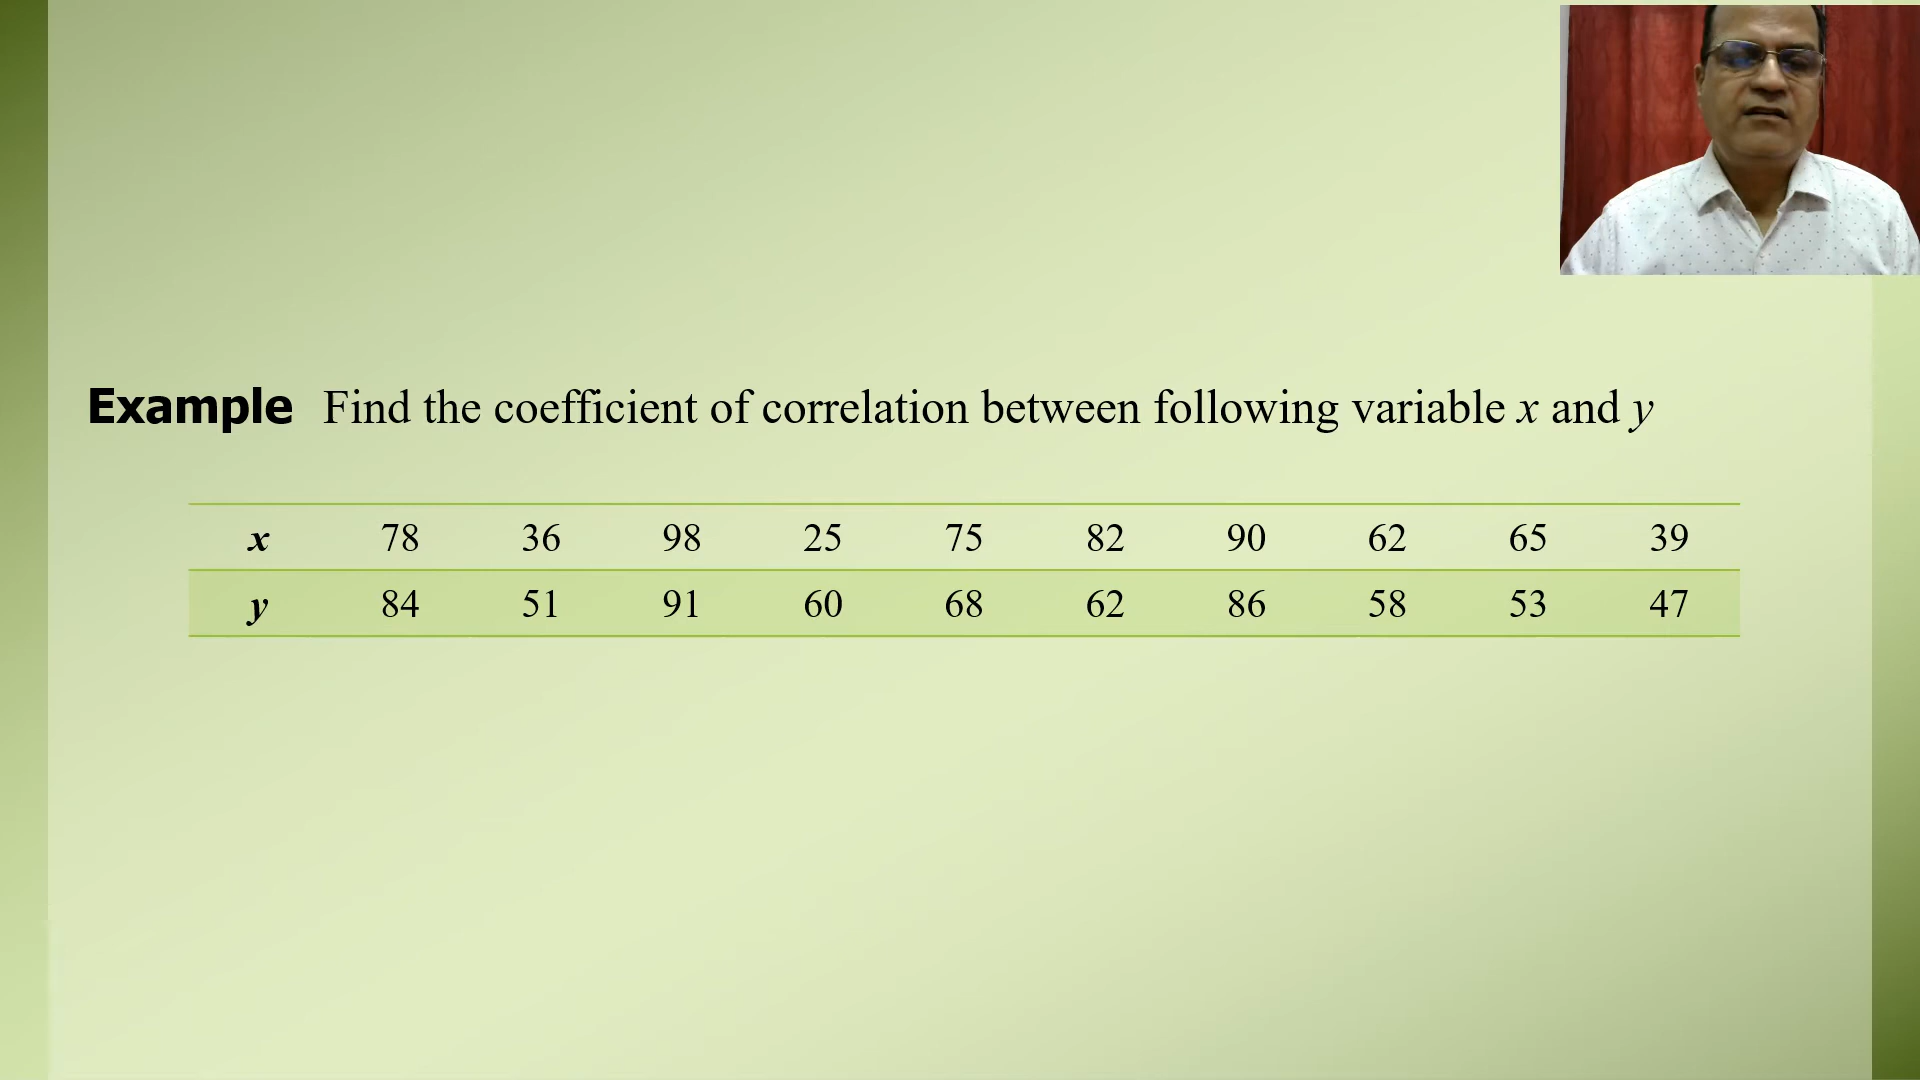 Example Find the coefficient of correlation between following variable x and y
x 78 36 98 25 75 82 90 62 65 39
y 84 51 91 60 68 62 86 58 53 47